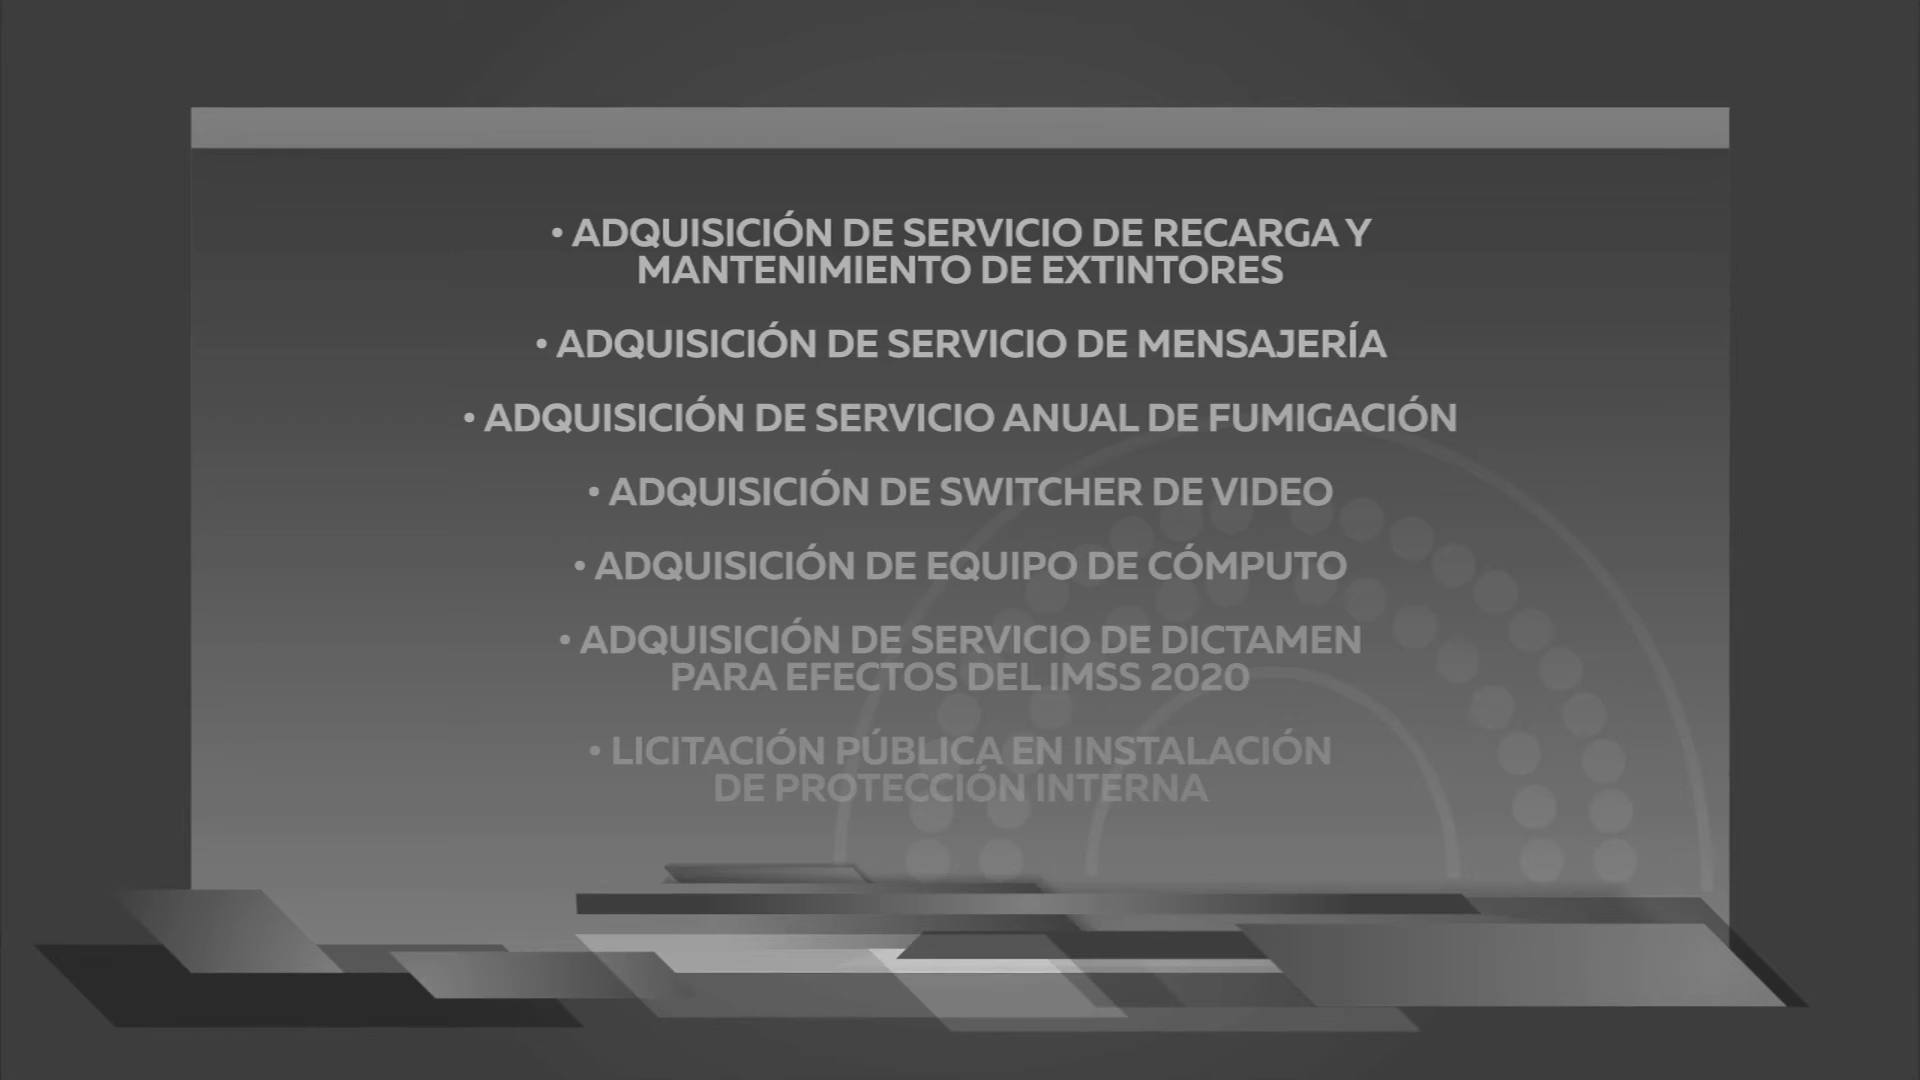 • ADQUISICIÓN DE SERVICIO DE RECARGA Y
MANTENIMIENTO DE EXTINTORES
• ADQUISICIÓN DE SERVICIO DE MENSAJERÍA
• ADQUISICIÓN DE SERVICIO ANUAL DE FUMIGACIÓN
• ADQUISICIÓN DE SWITCHER DE VIDEO
• ADQUISICIÓN DE EQUIPO DE CÓMPUTO
• ADQUISICIÓN DE SERVICIO DE DICTAMEN
PARA EFECTOS DEL IMSS 2020
• LICITACIÓN PÚBLICA EN INSTALACIÓN
DE PROTECCIÓN INTERNA